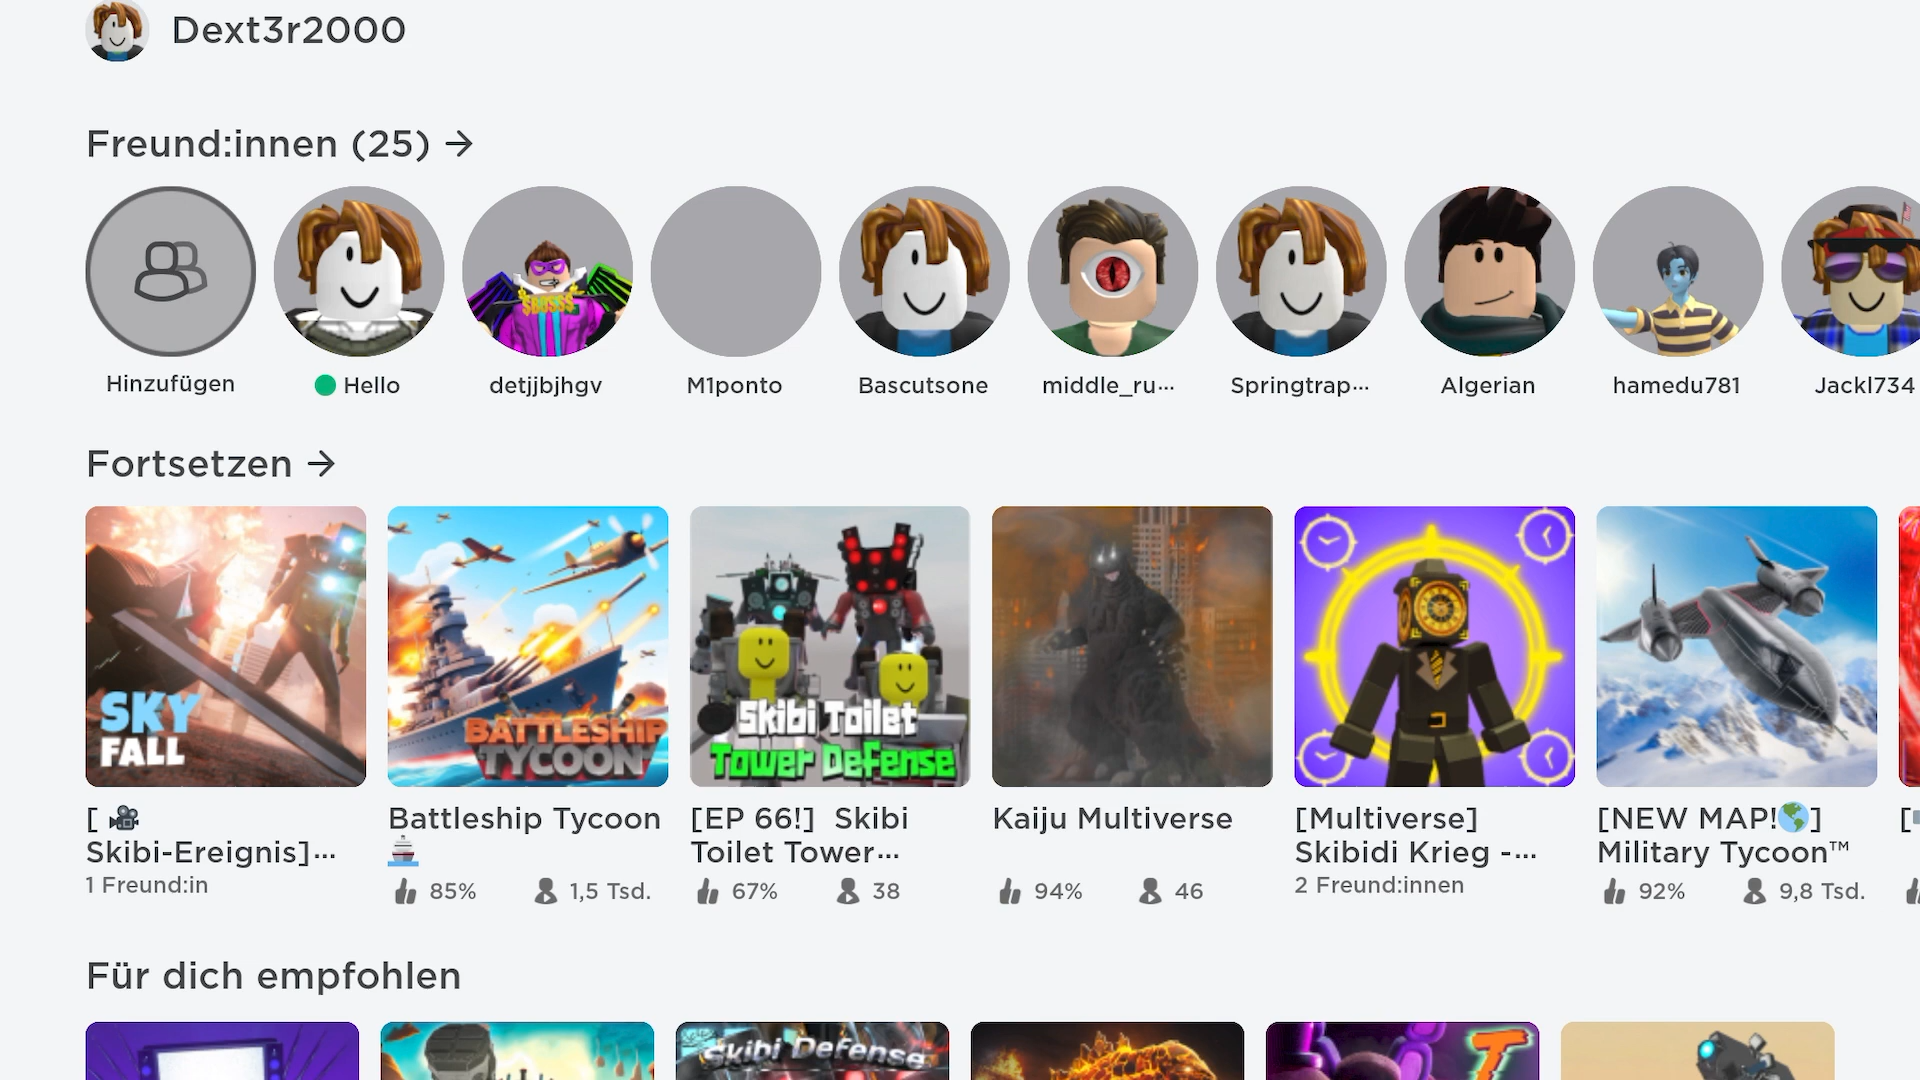 Dext3r2000
Freund:innen (25) →
Hinzufügen
Hello
detjjbjhgv
M1ponto
Bascutsone
middle_ru...
Springtrap...
Algerian
hamedu781
Jackl734
Fortsetzen →
$BOSS$
SKY
FALL
BATTLESHIP
TYCOON
Skibi Toilet
Tower Defense
[ 🎥
Skibi-Ereignis]...
1 Freund:in
Battleship Tycoon
🚢
85% 1,5 Tsd.
[EP 66!] Skibi
Toilet Tower...
67% 38
Kaiju Multiverse
94% 46
[Multiverse]
Skibidi Krieg -...
2 Freund:innen
[NEW MAP!🌎]
Military Tycoon™
92% 9,8 Tsd.
[
Für dich empfohlen
Skibi Defense
T